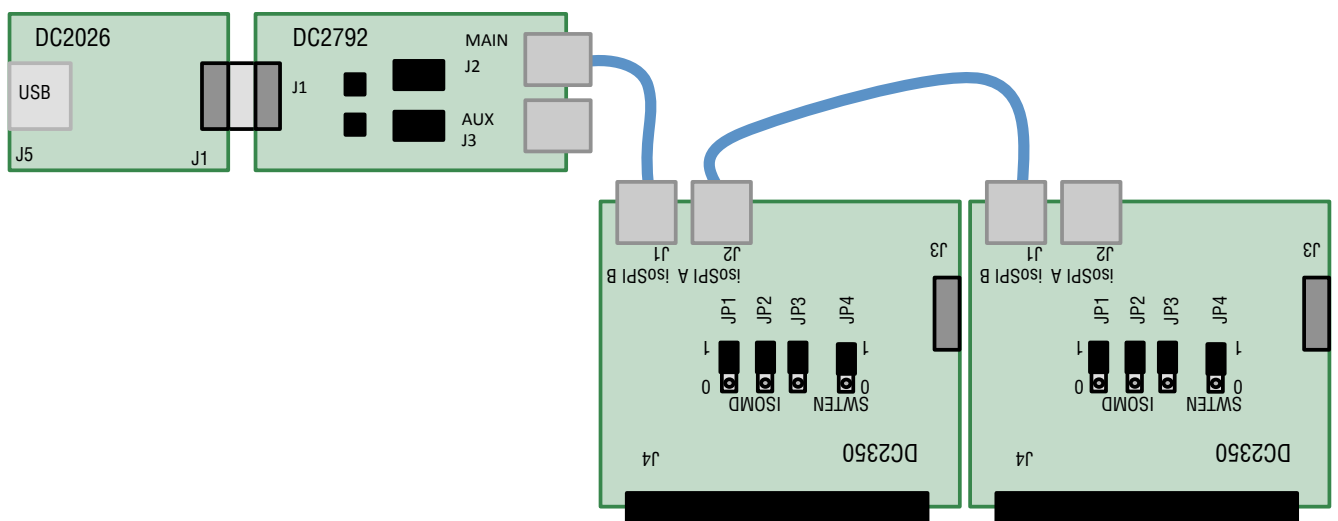 DC2026
USB
J5
J1
DC2792
J1
MAIN
J2
AUX
J3
J1
J2
isoSPI B
isoSPI A
J3
JP1
JP2
JP3
JP4
1
0
ISOMD
1
0
SWTEN
J4
DC2350
J1
J2
isoSPI B
isoSPI A
J3
JP1
JP2
JP3
JP4
1
0
ISOMD
1
0
SWTEN
J4
DC2350